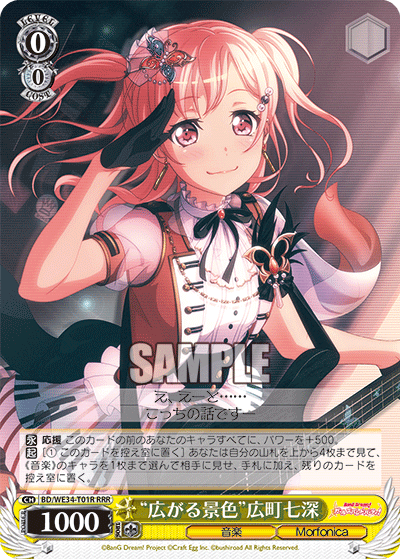 LEVEL
0
0
COST
SAMPLE
え、えーと……
こっちの話ですー
永 応援 このカードの前のあなたのキャラすべてに、パワーを+500。
起 [① このカードを控え室に置く] あなたは自分の山札を上から4枚まで見て、
《音楽》のキャラを1枚まで選んで相手に見せ、手札に加え、残りのカードを
控え室に置く。
CH BD/WE34-T01R RRR
1000
“広がる景色”広町七深
音楽 Morfonica
BanG Dream!
©BanG Dream! Project ©Craft Egg Inc. ©bushiroad All Rights Reserved.